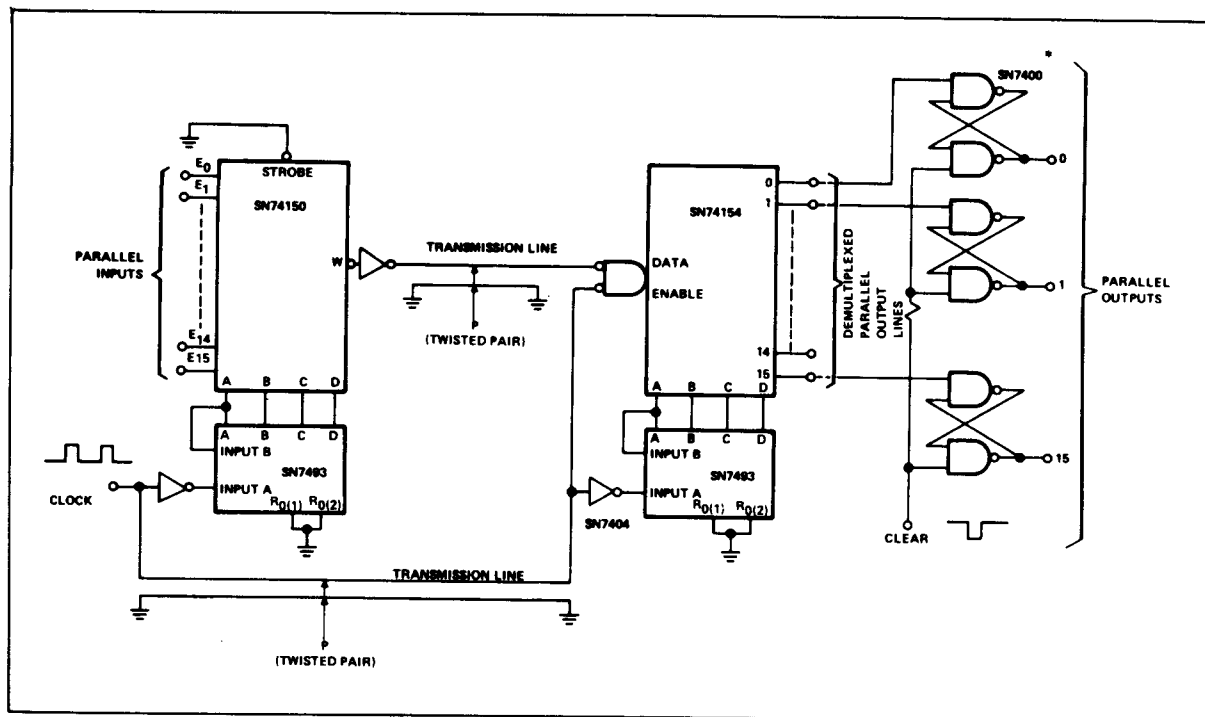 *
SN7400
STROBE
E0
E1
SN74150
PARALLEL
INPUTS
E14
E15
W
TRANSMISSION LINE
P
(TWISTED PAIR)
DATA
ENABLE
SN74154
0
1
14
15
DEMULTIPLEXED
PARALLEL
OUTPUT
LINES
0
1
15
PARALLEL
OUTPUTS
A B C D
A B C D
INPUT B
SN7493
INPUT A
R0(1) R0(2)
CLOCK
A B C D
A B C D
INPUT B
SN7493
INPUT A
R0(1) R0(2)
SN7404
CLEAR
TRANSMISSION LINE
P
(TWISTED PAIR)